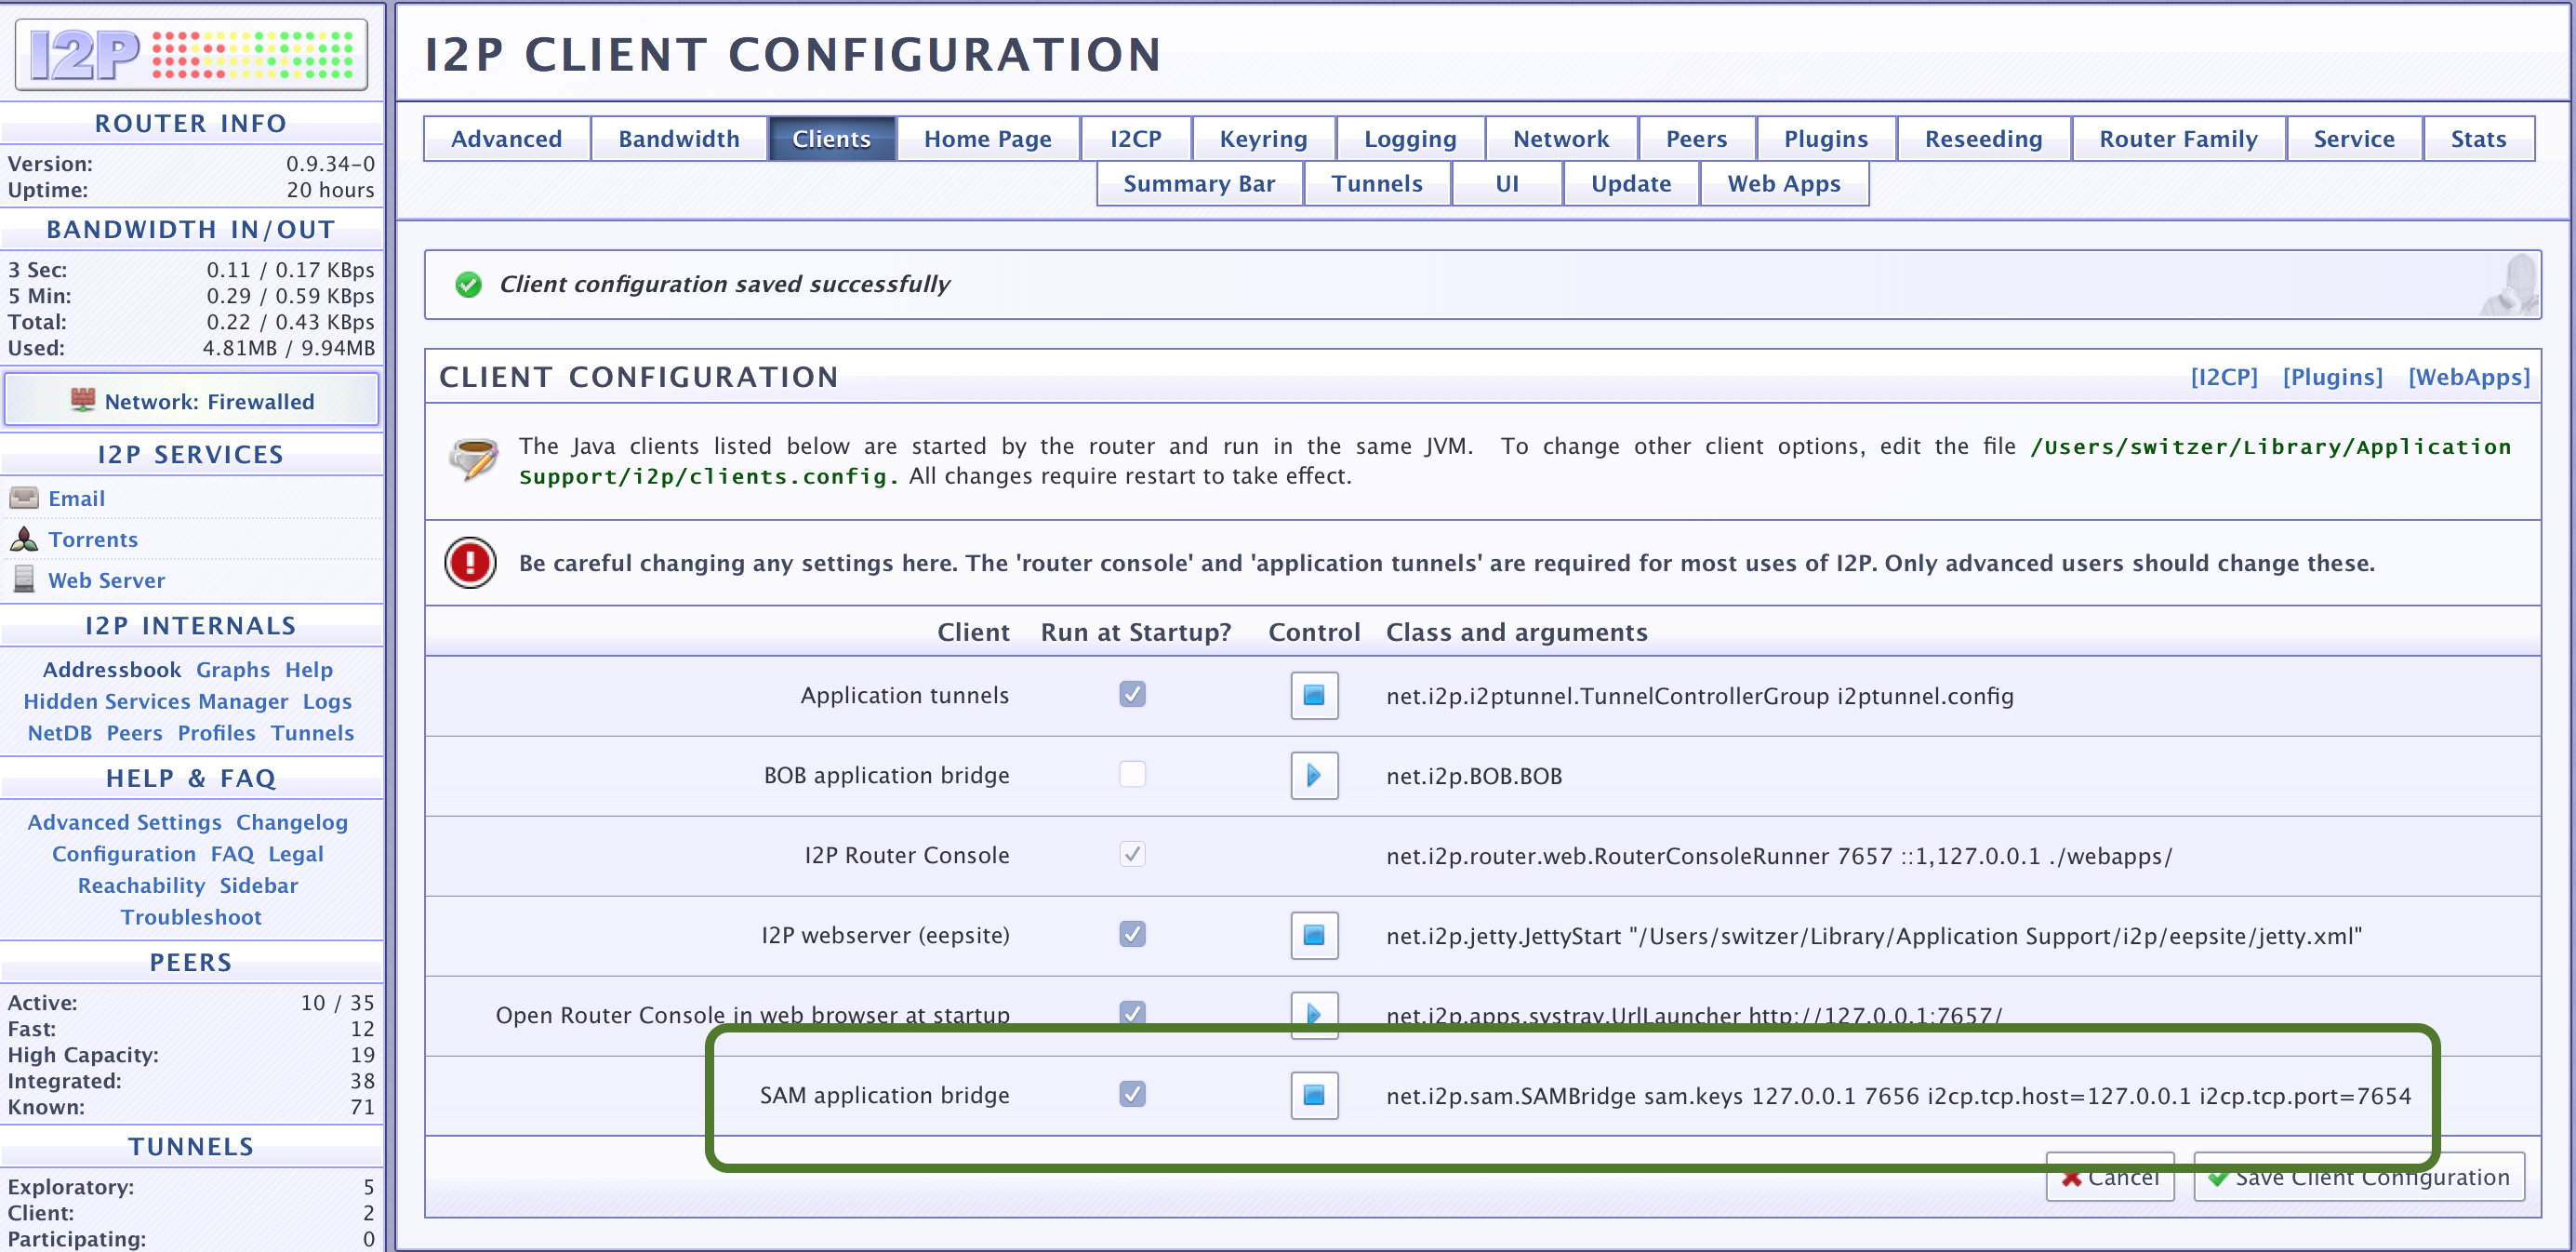 I2P
ROUTER INFO
Version: 0.9.34-0
Uptime: 20 hours
BANDWIDTH IN/OUT
3 Sec: 0.11 / 0.17 KBps
5 Min: 0.29 / 0.59 KBps
Total: 0.22 / 0.43 KBps
Used: 4.81MB / 9.94MB
Network: Firewalled
I2P SERVICES
Email
Torrents
Web Server
I2P INTERNALS
Addressbook Graphs Help
Hidden Services Manager Logs
NetDB Peers Profiles Tunnels
HELP & FAQ
Advanced Settings Changelog
Configuration FAQ Legal
Reachability Sidebar
Troubleshoot
PEERS
Active: 10 / 35
Fast: 12
High Capacity: 19
Integrated: 38
Known: 71
TUNNELS
Exploratory: 5
Client: 2
Participating: 0
I2P CLIENT CONFIGURATION
Advanced Bandwidth Clients Home Page I2CP Keyring Logging Network Peers Plugins Reseeding Router Family Service Stats
Summary Bar Tunnels UI Update Web Apps
Client configuration saved successfully
CLIENT CONFIGURATION [I2CP] [Plugins] [WebApps]
The Java clients listed below are started by the router and run in the same JVM. To change other client options, edit the file /Users/switzer/Library/Application
Support/i2p/clients.config. All changes require restart to take effect.
Be careful changing any settings here. The 'router console' and 'application tunnels' are required for most uses of I2P. Only advanced users should change these.
Client Run at Startup? Control Class and arguments
Application tunnels net.i2p.i2ptunnel.TunnelControllerGroup i2ptunnel.config
BOB application bridge net.i2p.BOB.BOB
I2P Router Console net.i2p.router.web.RouterConsoleRunner 7657 ::1,127.0.0.1 ./webapps/
I2P webserver (eepsite) net.i2p.jetty.JettyStart "/Users/switzer/Library/Application Support/i2p/eepsite/jetty.xml"
Open Router Console in web browser at startup net.i2p.apps.systray.UrlLauncher http://127.0.0.1:7657/
SAM application bridge net.i2p.sam.SAMBridge sam.keys 127.0.0.1 7656 i2cp.tcp.host=127.0.0.1 i2cp.tcp.port=7654
Cancel Save Client Configuration